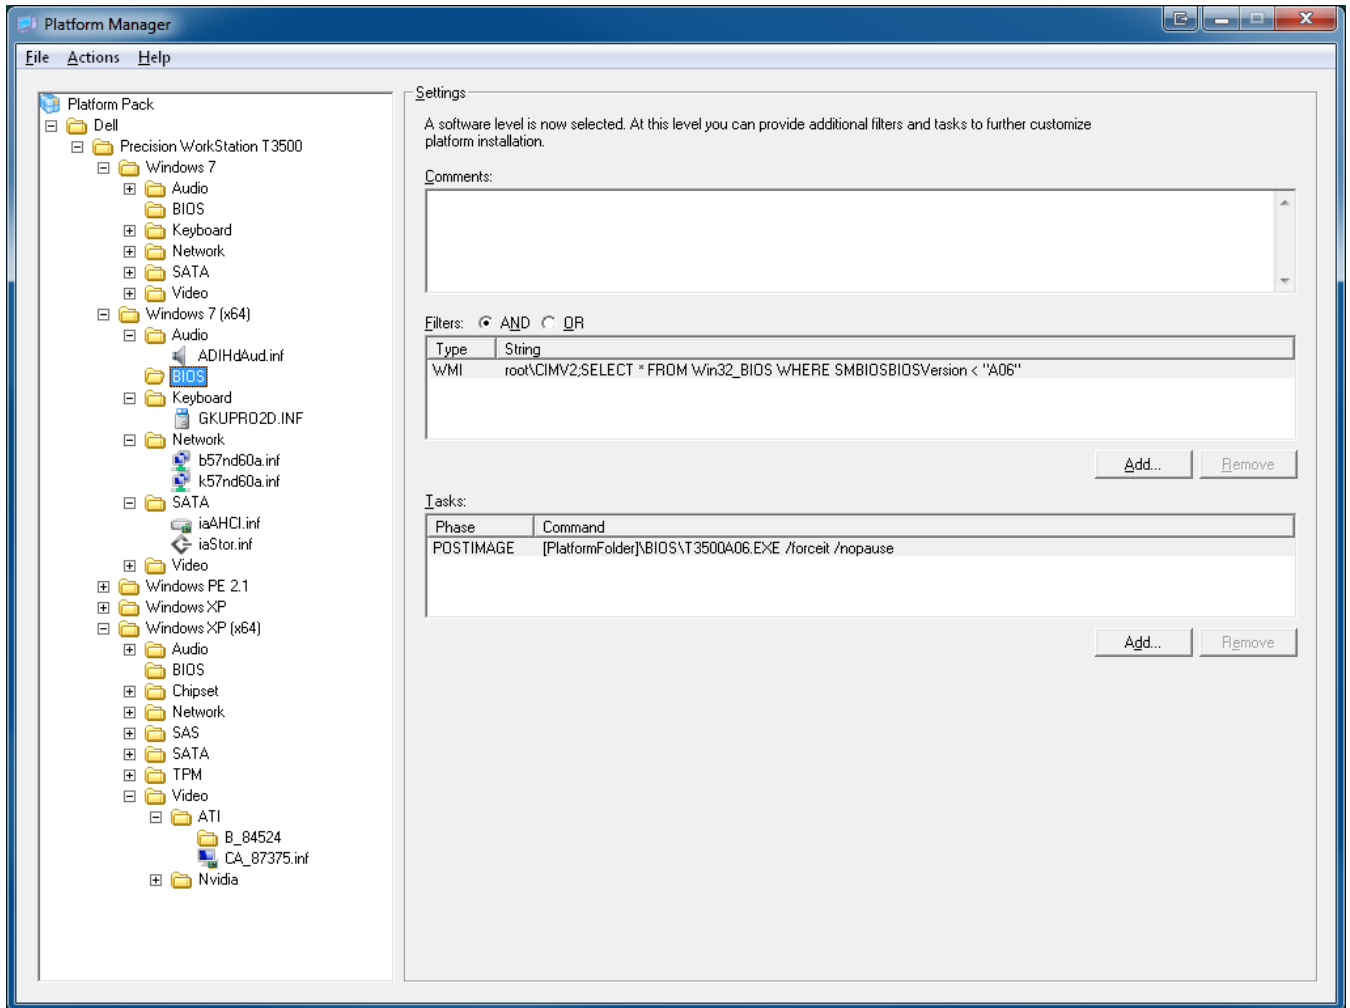 Platform Manager
File Actions Help
Platform Pack
Dell
Precision WorkStation T3500
Windows 7
Audio
BIOS
Keyboard
Network
SATA
Video
Windows 7 (x64)
Audio
ADIHdAud.inf
BIOS
Keyboard
GKUPRO2D.INF
Network
b57nd60a.inf
k57nd60a.inf
SATA
iaAHCI.inf
iaStor.inf
Video
Windows PE 2.1
Windows XP
Windows XP (x64)
Audio
BIOS
Chipset
Network
SAS
SATA
TPM
Video
ATI
B_84524
CA_87375.inf
Nvidia
Settings
A software level is now selected. At this level you can provide additional filters and tasks to further customize
platform installation.
Comments:
Filters: AND OR
Type String
WMI root\CIMV2;SELECT * FROM Win32_BIOS WHERE SMBIOSBIOSVersion < "A06"
Add... Remove
Tasks:
Phase Command
POSTIMAGE [PlatformFolder]\BIOS\T3500A06.EXE /forceit /nopause
Add... Remove